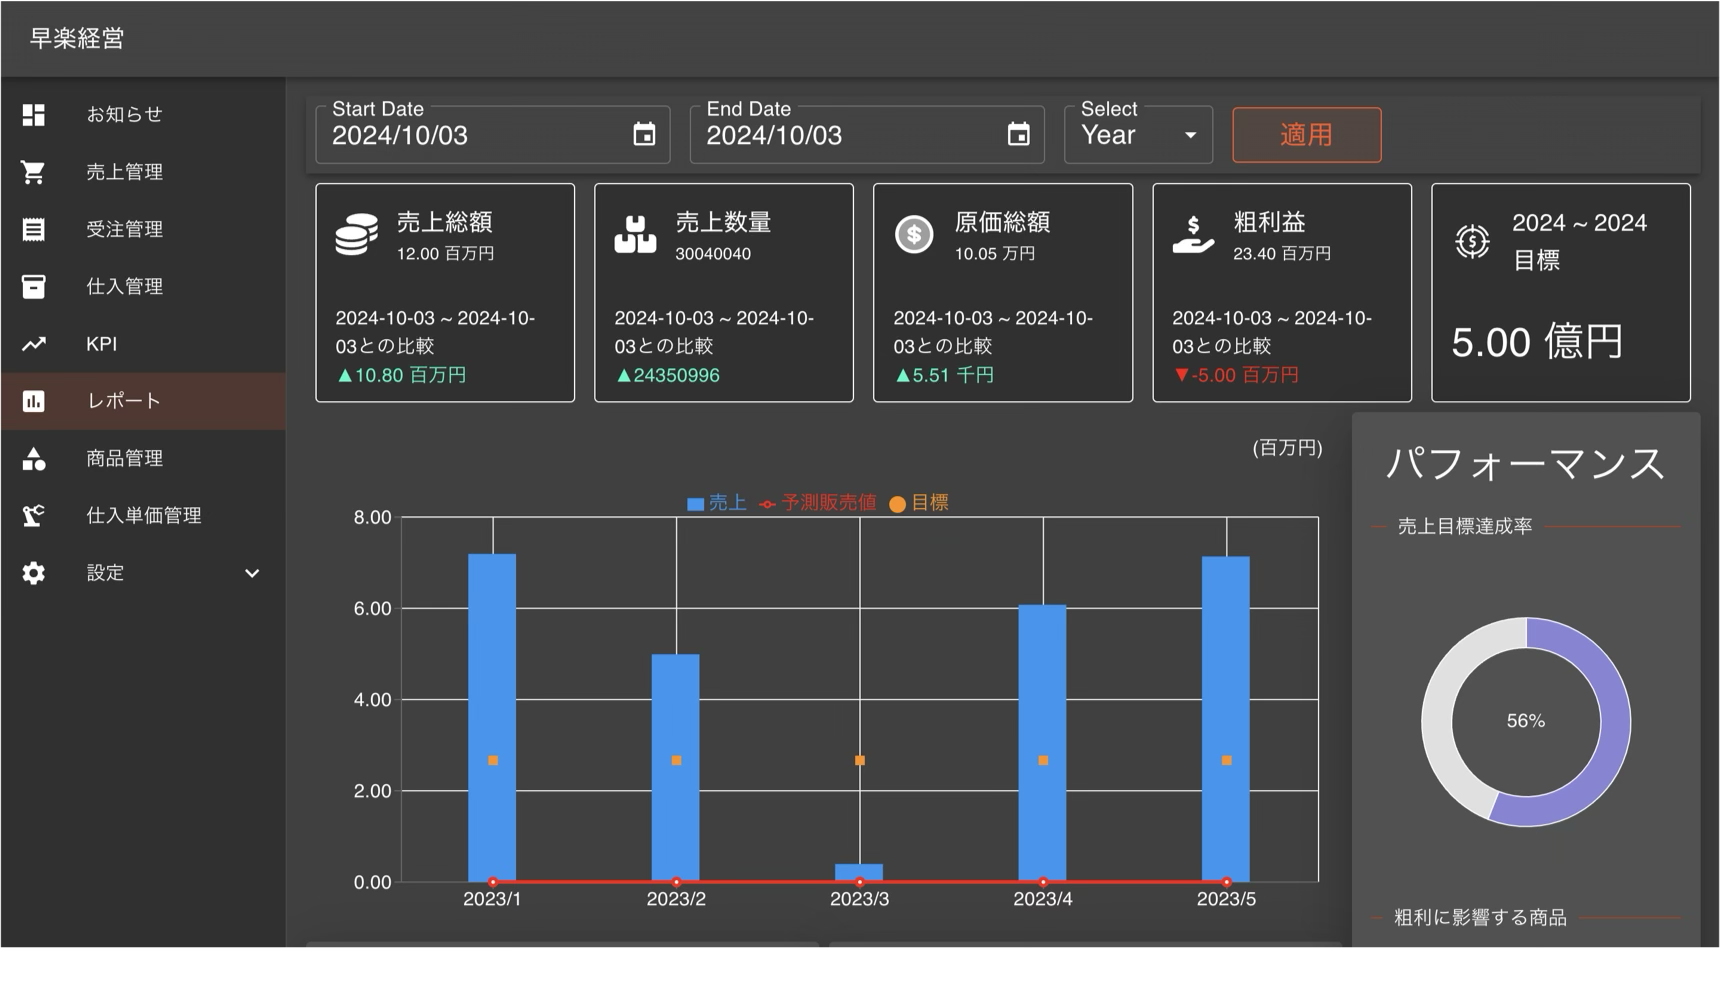 早楽経営
お知らせ
売上管理
受注管理
仕入管理
KPI
レポート
商品管理
仕入単価管理
設定
Start Date
2024/10/03
End Date
2024/10/03
Select
Year
適用
売上総額
12.00 百万円
2024-10-03 ~ 2024-10-
03との比較
▲10.80 百万円
売上数量
30040040
2024-10-03 ~ 2024-10-
03との比較
▲24350996
原価総額
10.05 万円
2024-10-03 ~ 2024-10-
03との比較
▲5.51 千円
粗利益
23.40 百万円
2024-10-03 ~ 2024-10-
03との比較
▼-5.00 百万円
2024 ~ 2024
目標
5.00 億円
(百万円)
売上 予測販売値 目標
8.00
6.00
4.00
2.00
0.00
2023/1 2023/2 2023/3 2023/4 2023/5
パフォーマンス
売上目標達成率
56%
粗利に影響する商品